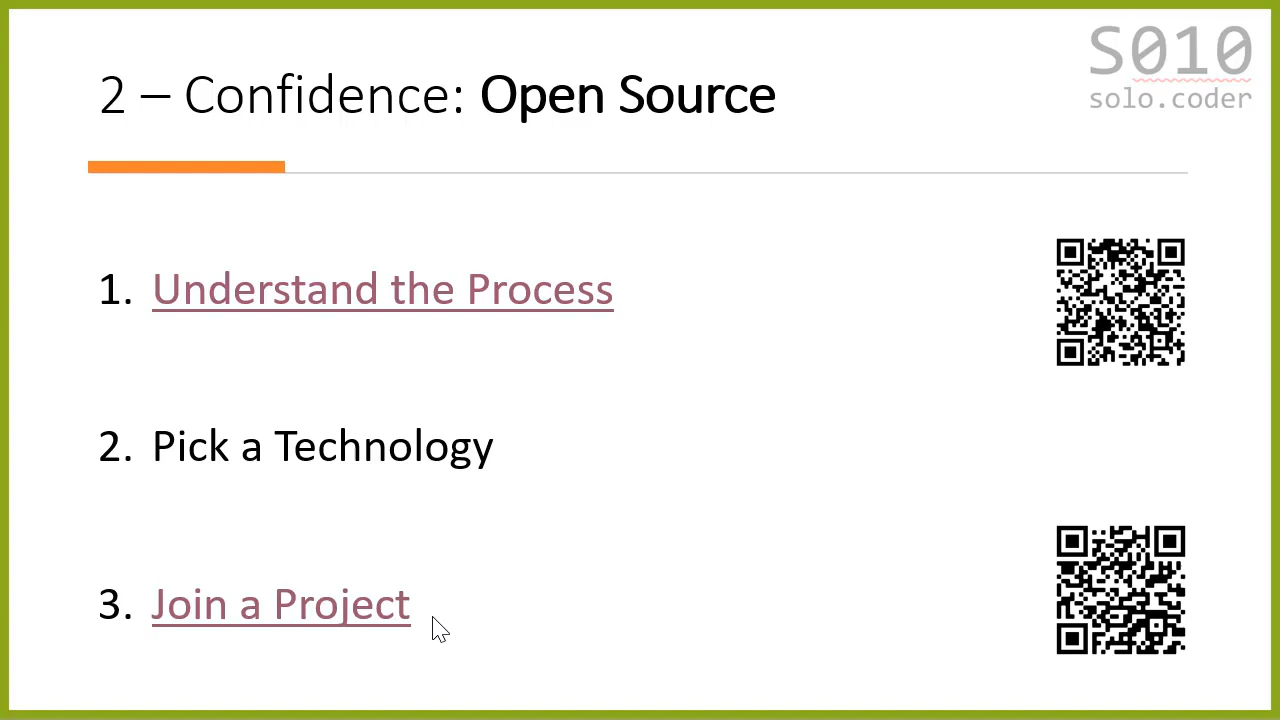 2 – Confidence: Open Source
S010
solo.coder
1. Understand the Process
2. Pick a Technology
3. Join a Project